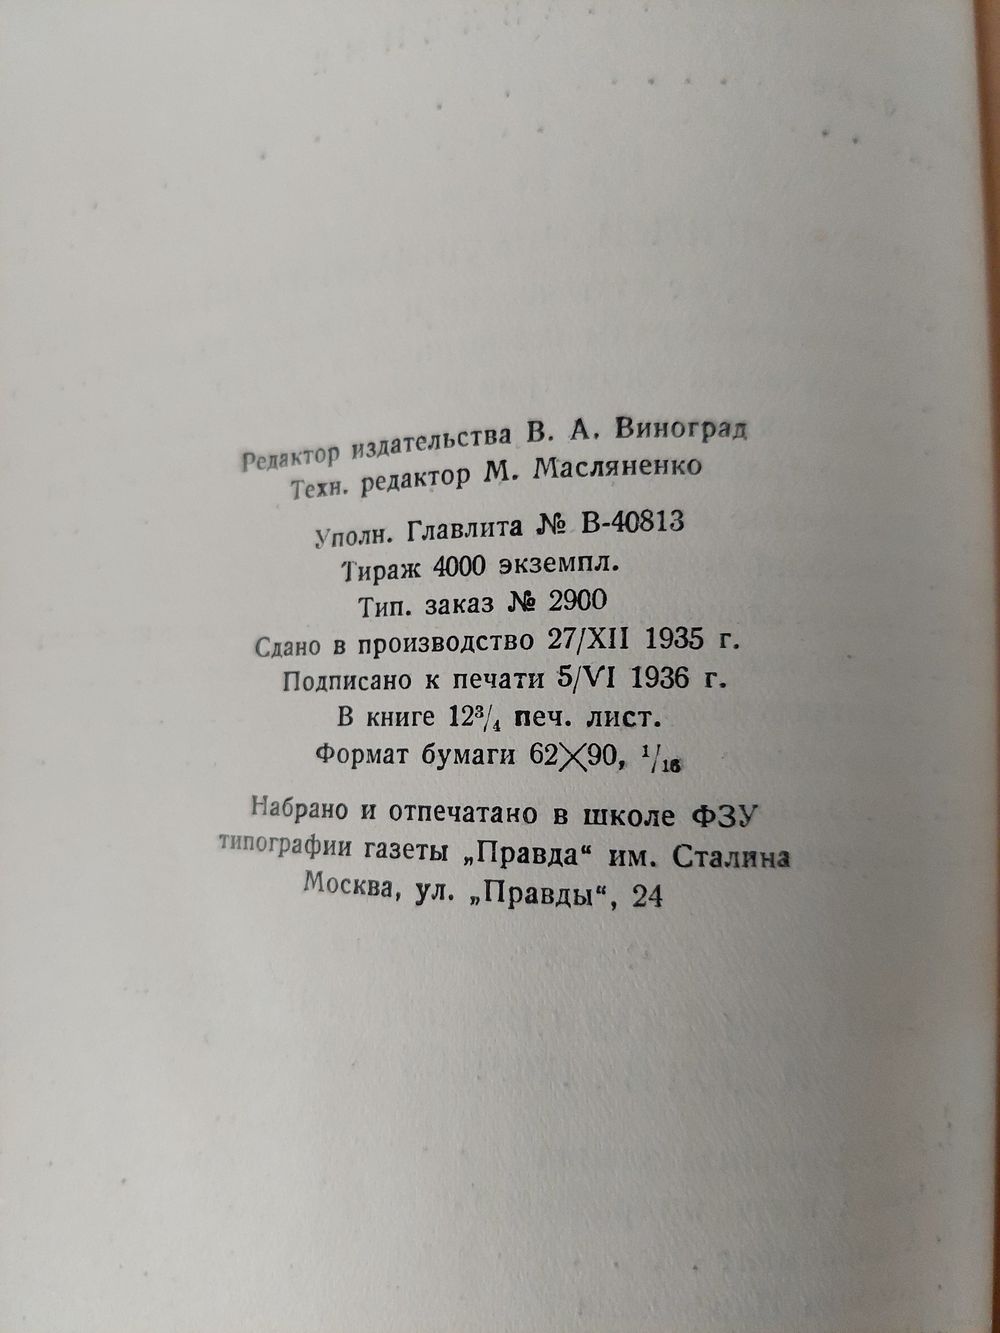 Редактор издательства В. А. Виноград
Техн. редактор М. Масляненко
Уполн. Главлита № В-40813
Тираж 4000 экземпл.
Тип. заказ № 2900
Сдано в производство 27/XII 1935 г.
Подписано к печати 5/VI 1936 г.
В книге 12³/₄ печ. лист.
Формат бумаги 62×90, ¹/₁₆
Набрано и отпечатано в школе ФЗУ
типографии газеты „Правда“ им. Сталина
Москва, ул. „Правды“, 24